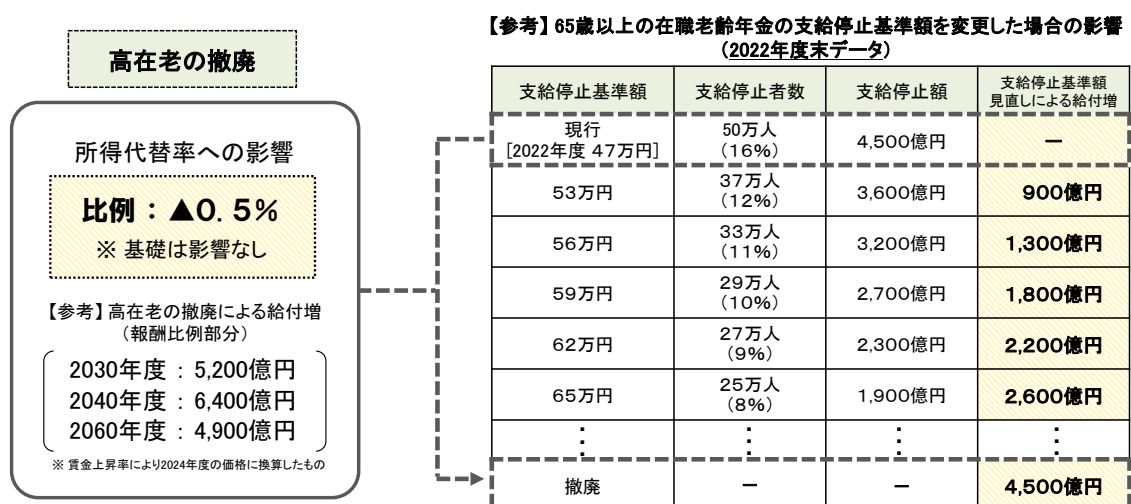 高在老の撤廃
所得代替率への影響
比例 : ▲0.5%
※ 基礎は影響なし
【参考】高在老の撤廃による給付増
(報酬比例部分)
2030年度 : 5,200億円
2040年度 : 6,400億円
2060年度 : 4,900億円
※ 賃金上昇率により2024年度の価格に換算したもの
【参考】65歳以上の在職老齢年金の支給停止基準額を変更した場合の影響
(2022年度末データ)
支給停止基準額 支給停止者数 支給停止額 支給停止基準額
見直しによる給付増
現行
[2022年度 47万円] 50万人
(16%) 4,500億円 ー
53万円 37万人
(12%) 3,600億円 900億円
56万円 33万人
(11%) 3,200億円 1,300億円
59万円 29万人
(10%) 2,700億円 1,800億円
62万円 27万人
(9%) 2,300億円 2,200億円
65万円 25万人
(8%) 1,900億円 2,600億円
: : : :
撤廃 ー ー 4,500億円